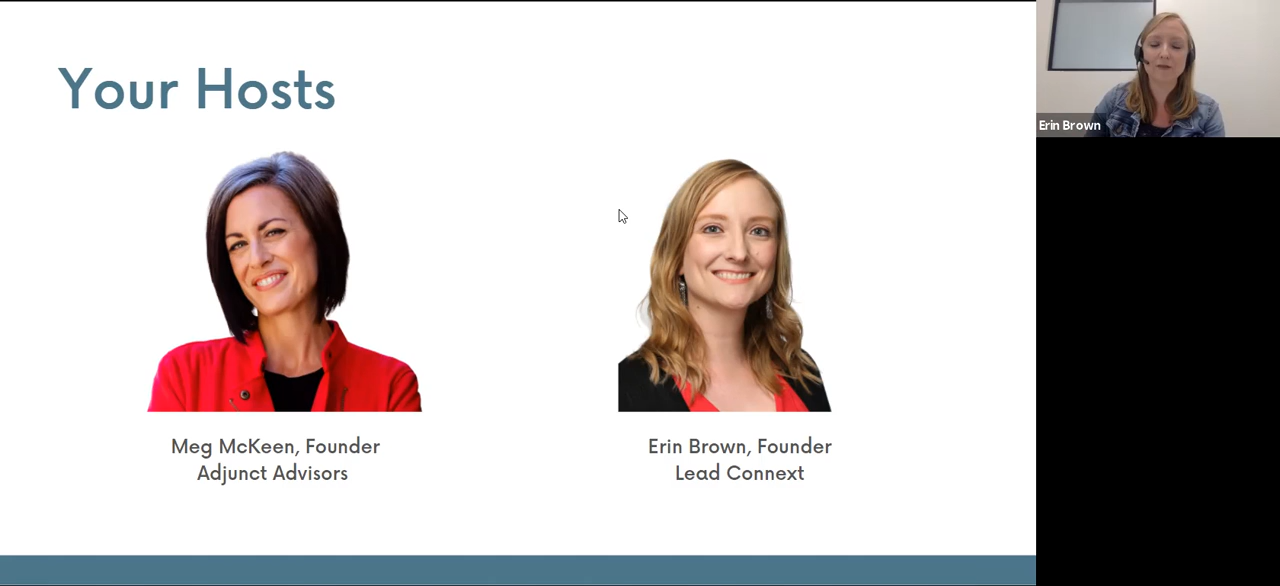 Your Hosts
Erin Brown
Meg McKeen, Founder
Adjunct Advisors
Erin Brown, Founder
Lead Connext